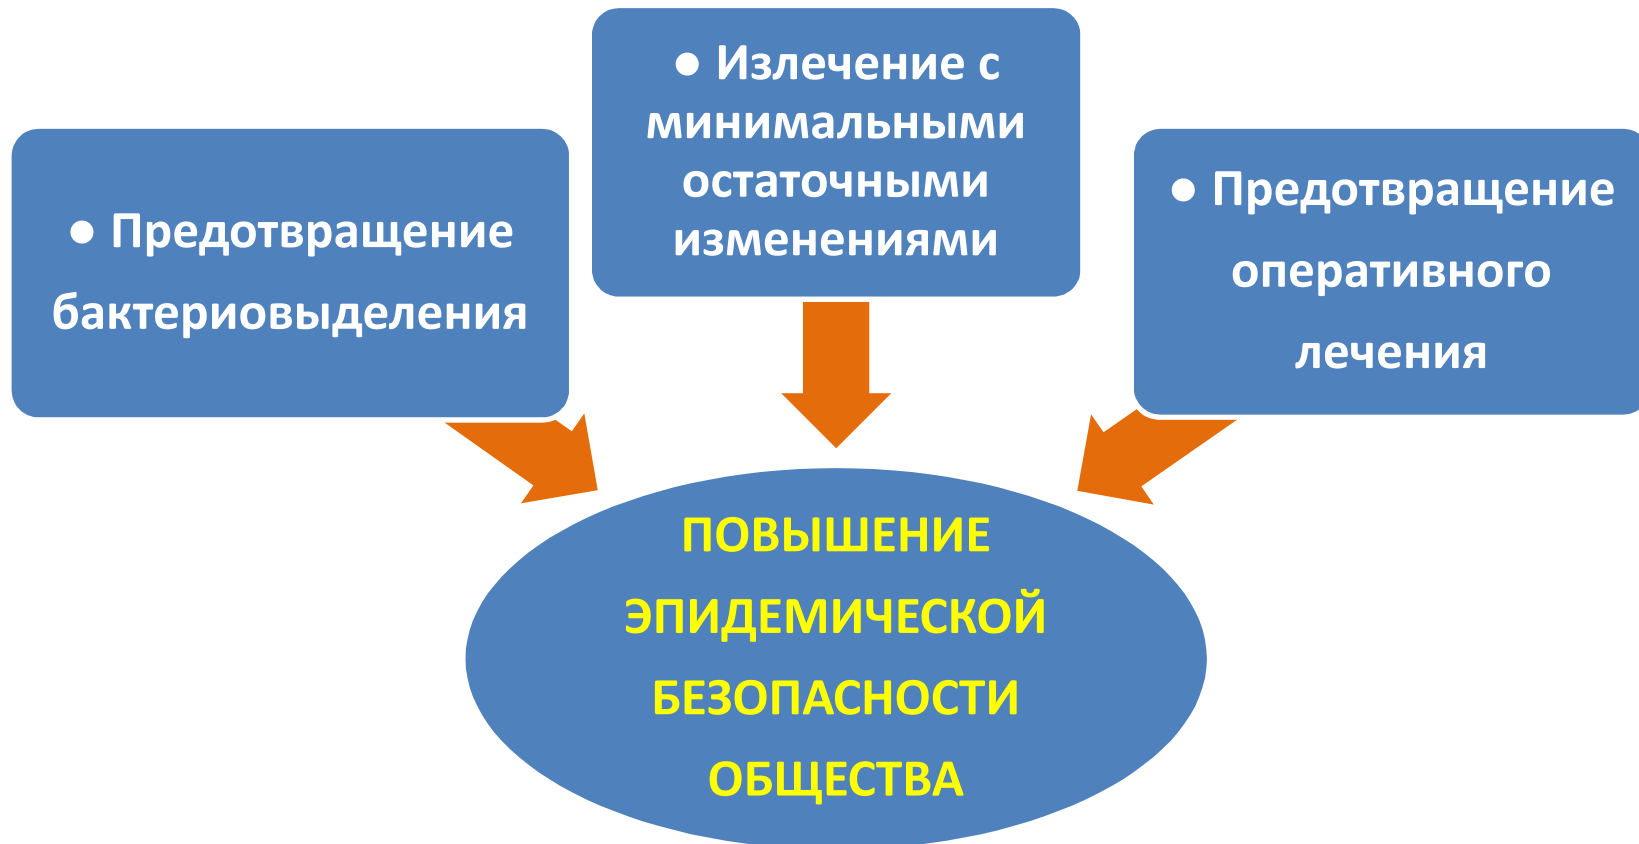 ● Предотвращение
бактериовыделения
● Излечение с
минимальными
остаточными
изменениями
● Предотвращение
оперативного
лечения
ПОВЫШЕНИЕ
ЭПИДЕМИЧЕСКОЙ
БЕЗОПАСНОСТИ
ОБЩЕСТВА